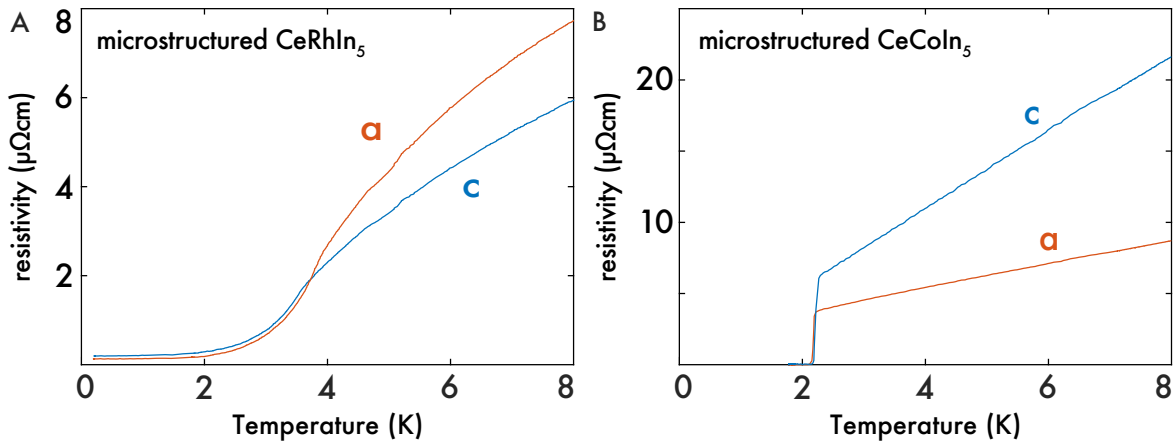 A
microstructured CeRhIn₅
8
6
4
2
resistivity (μΩcm)
a
c
0 2 4 6 8
Temperature (K)
B
microstructured CeCoIn₅
20
10
resistivity (μΩcm)
c
a
0 2 4 6 8
Temperature (K)